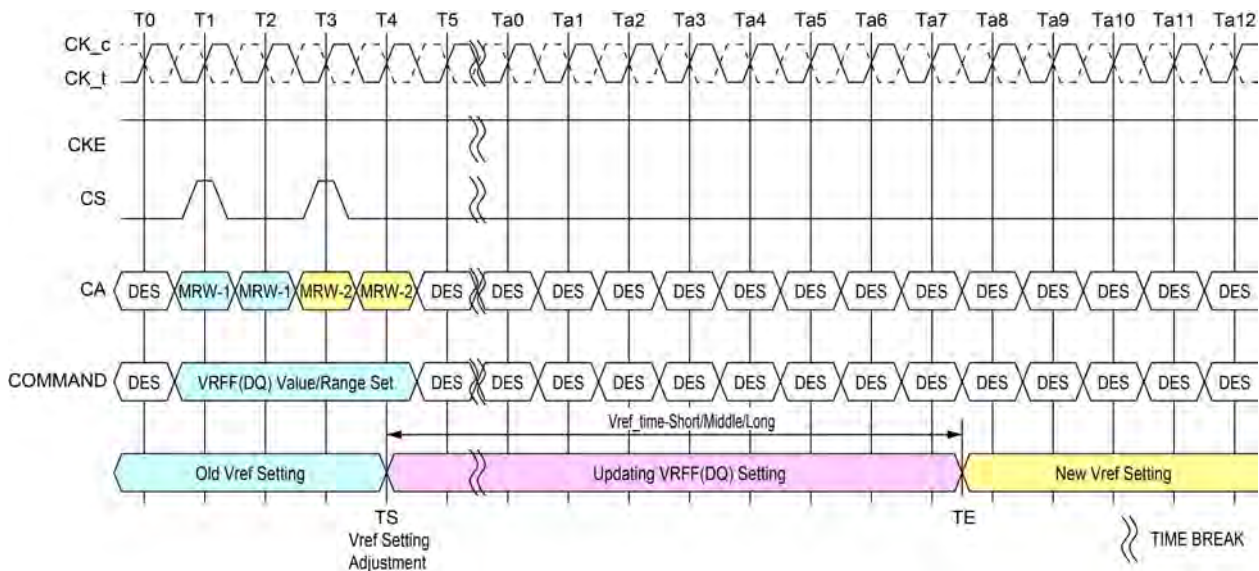 T0 T1 T2 T3 T4 T5 Ta0 Ta1 Ta2 Ta3 Ta4 Ta5 Ta6 Ta7 Ta8 Ta9 Ta10 Ta11 Ta12
CK_c
CK_t
CKE
CS
CA DES MRW-1 MRW-1 MRW-2 MRW-2 DES DES DES DES DES DES DES DES DES DES DES DES DES DES
COMMAND DES VRFF(DQ) Value/Range Set DES DES DES DES DES DES DES DES DES DES DES DES DES DES
Vref_time-Short/Middle/Long
Old Vref Setting Updating VRFF(DQ) Setting New Vref Setting
TS TE
Vref Setting TIME BREAK
Adjustment